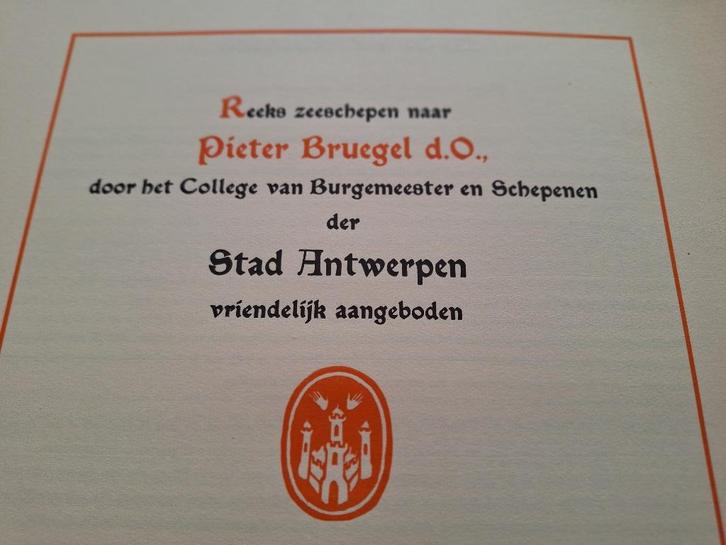 Reeks zeeschepen naar
Pieter Bruegel d.O.,
door het College van Burgemeester en Schepenen
der
Stad Antwerpen
vriendelijk aangeboden